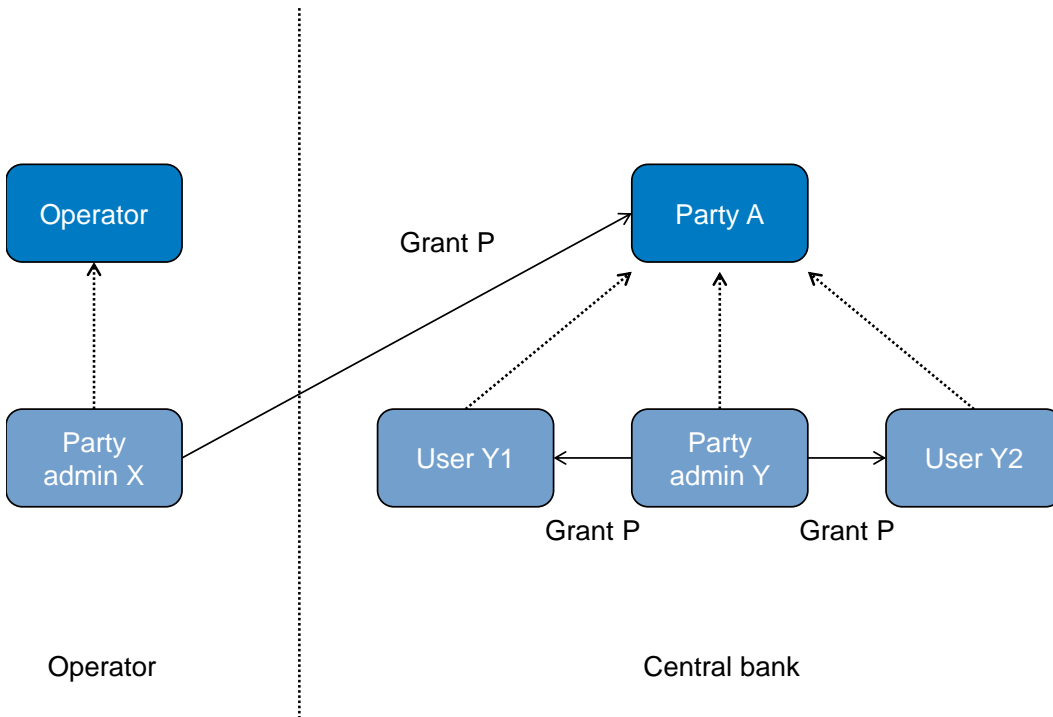 Operator
Party A
Grant P
Party
admin X
User Y1
Party
admin Y
User Y2
Grant P
Grant P
Operator
Central bank